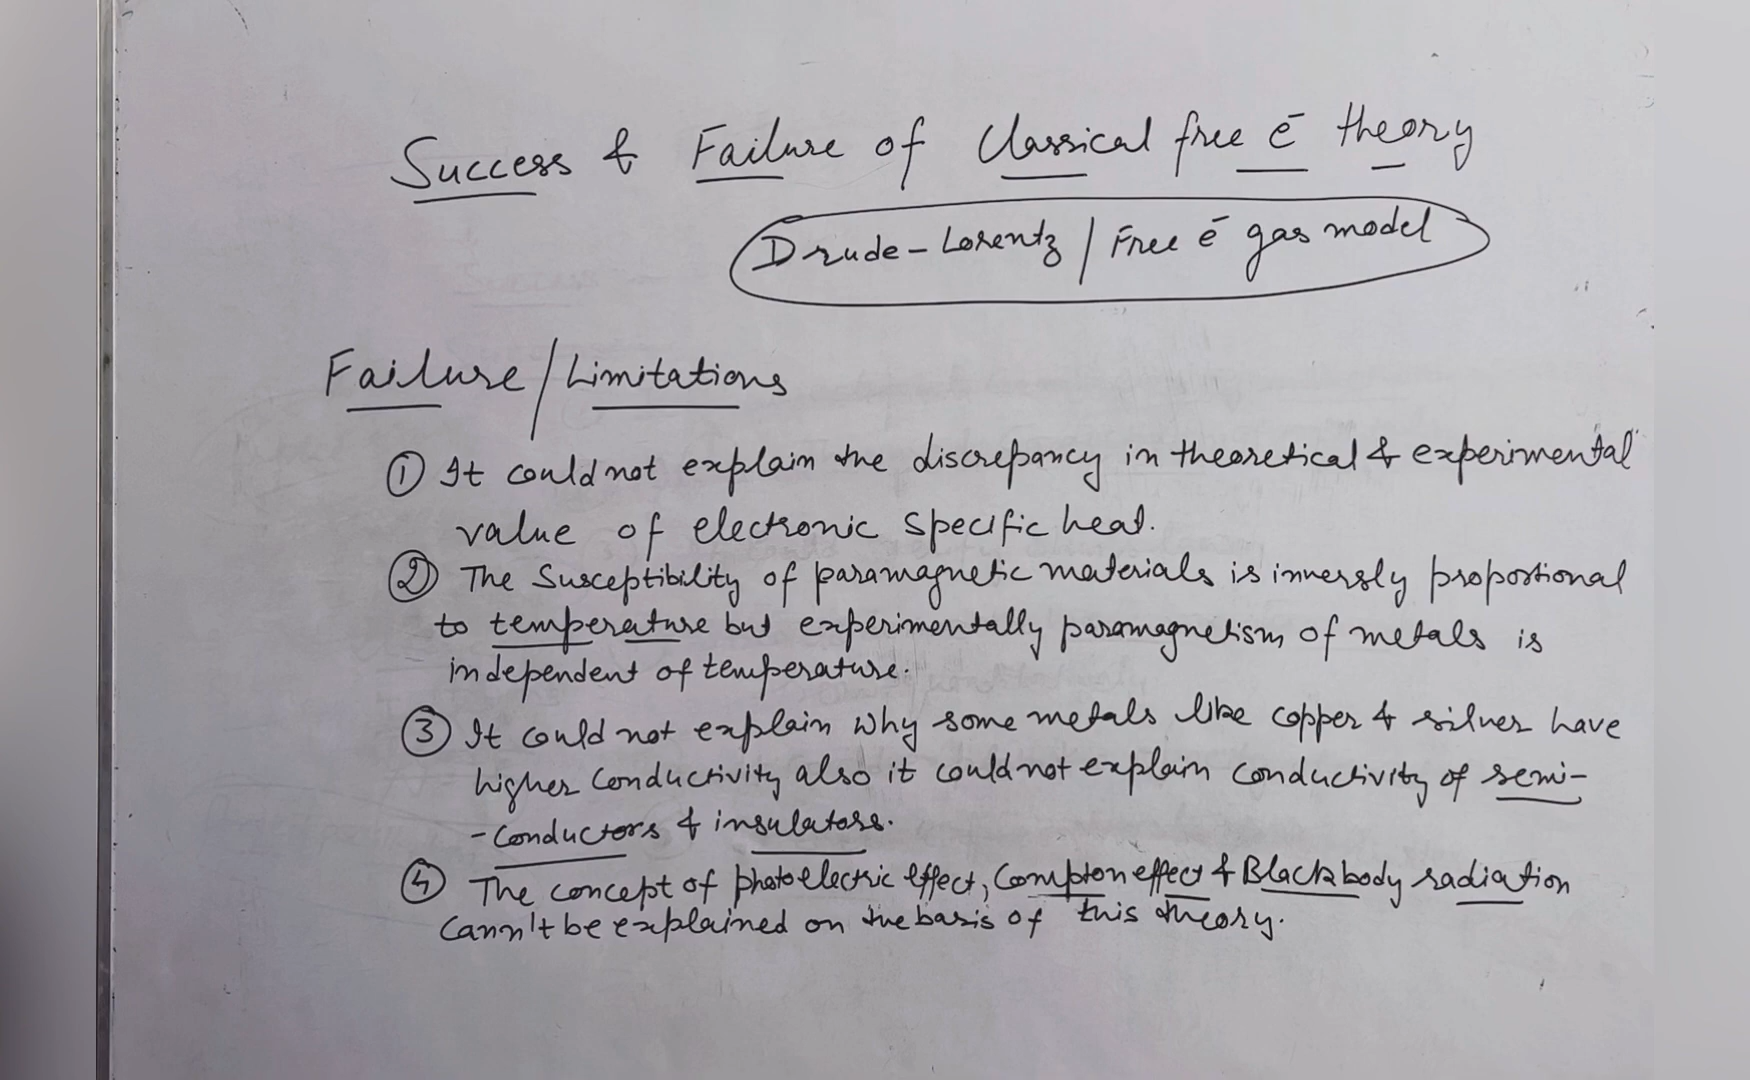 Success & Failure of Classical free ē theory
Drude-Lorentz / Free ē gas model
Failure / Limitations
① It could not explain the discrepancy in theoretical & experimental
value of electronic specific heat.
② The Susceptibility of paramagnetic materials is inversly proportional
to temperature but experimentally paramagnetism of metals is
independent of temperature.
③ It could not explain why some metals like copper & silver have
higher conductivity also it could not explain conductivity of semi-
-conductors & insulators.
④ The concept of photoelectric effect, Compton effect & Blackbody radiation
cann't be explained on the basis of this theory.